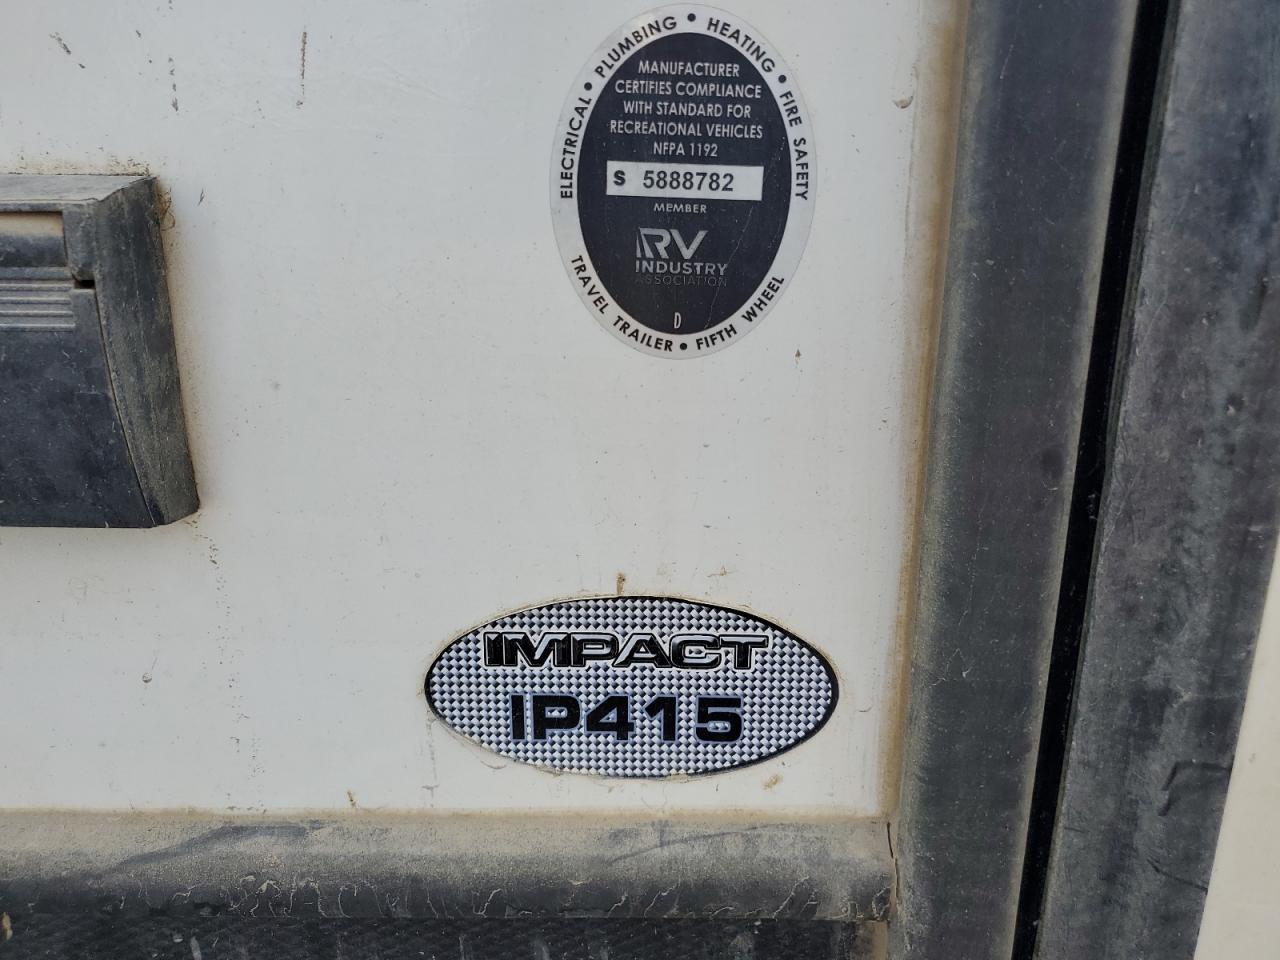 ELECTRICAL • PLUMBING • HEATING • FIRE SAFETY
MANUFACTURER
CERTIFIES COMPLIANCE
WITH STANDARD FOR
RECREATIONAL VEHICLES
NFPA 1192
S 5888782
MEMBER
RV
INDUSTRY
ASSOCIATION
D
TRAVEL TRAILER • FIFTH WHEEL
IMPACT
IP415